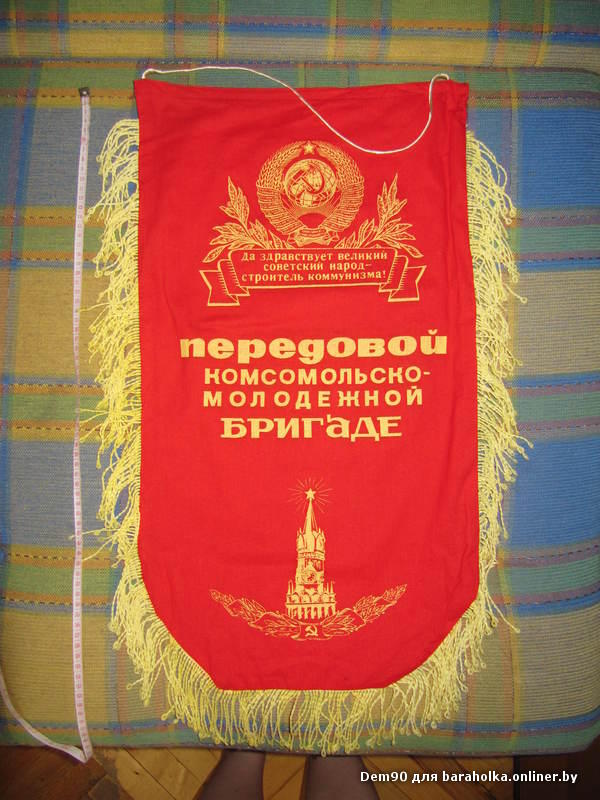 Да здравствует великий
советский народ-
строитель коммунизма!
передовой
КОМСОМОЛЬСКО-
МОЛОДЕЖНОЙ
БРИГАДЕ
Dem90 для baraholka.onliner.by